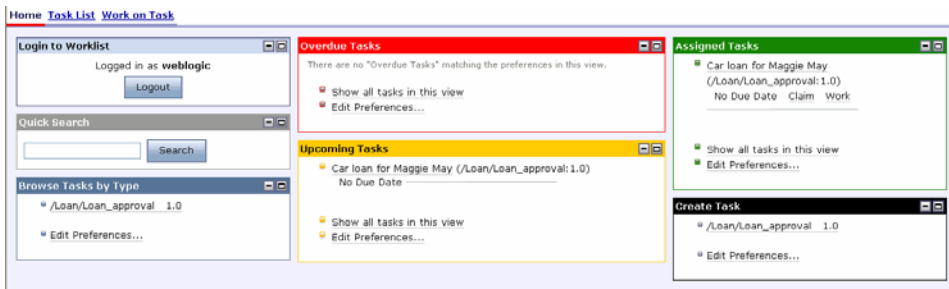 Home Task List Work on Task
Login to Worklist
Logged in as weblogic
Logout
Quick Search
Search
Browse Tasks by Type
/Loan/Loan_approval 1.0
Edit Preferences...
Overdue Tasks
There are no "Overdue Tasks" matching the preferences in this view.
Show all tasks in this view
Edit Preferences...
Upcoming Tasks
Car loan for Maggie May (/Loan/Loan_approval:1.0)
No Due Date
Show all tasks in this view
Edit Preferences...
Assigned Tasks
Car loan for Maggie May
(/Loan/Loan_approval:1.0)
No Due Date Claim Work
Show all tasks in this view
Edit Preferences...
Create Task
/Loan/Loan_approval 1.0
Edit Preferences...